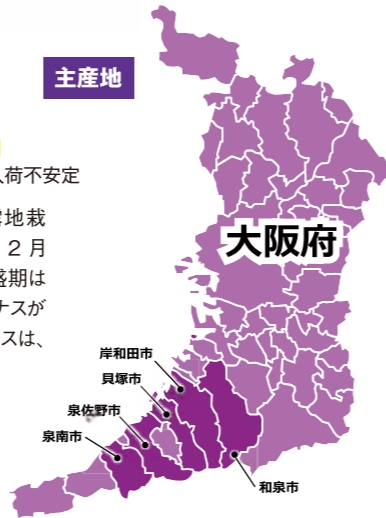 主産地
入荷不安定
露地栽
2月
盛期は
ナスが
スは、
大阪府
岸和田市
貝塚市
泉佐野市
泉南市
和泉市